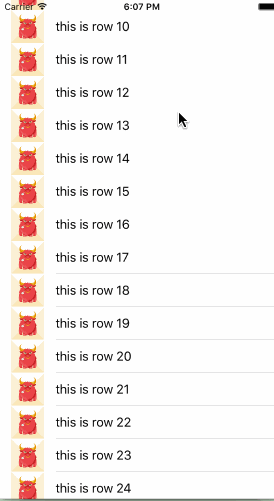 Carrier 6:07 PM
this is row 10
this is row 11
this is row 12
this is row 13
this is row 14
this is row 15
this is row 16
this is row 17
this is row 18
this is row 19
this is row 20
this is row 21
this is row 22
this is row 23
this is row 24